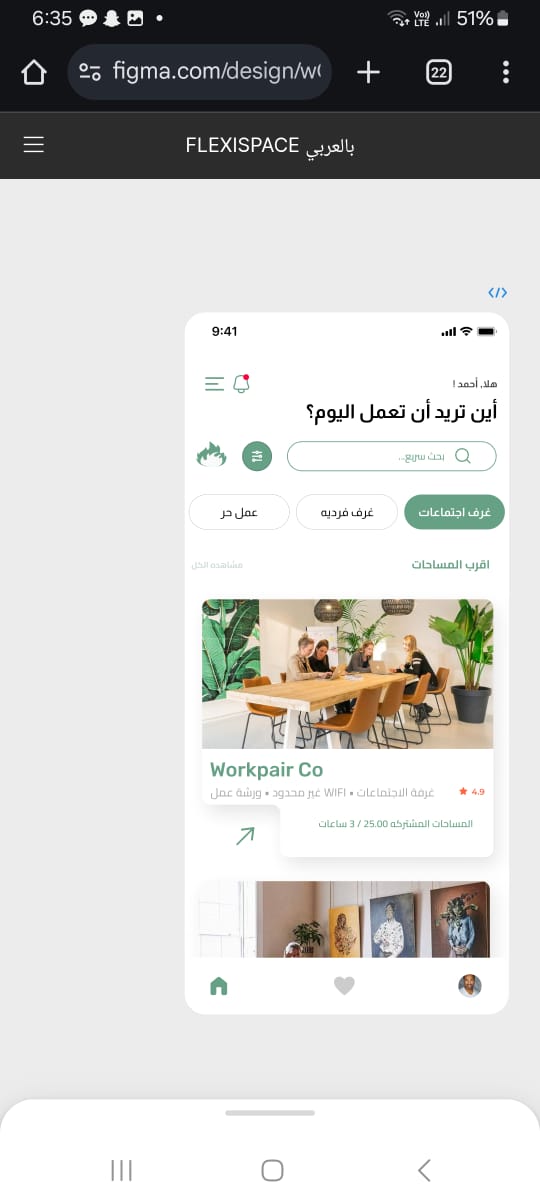 6:35
Vo))
LTE
51%
figma.com/design/w
22
FLEXISPACE بالعربي
9:41
هلا, أحمد !
أين تريد أن تعمل اليوم؟
بحث سريع...
غرف اجتماعات
غرف فرديه
عمل حر
اقرب المساحات
مشاهده الكل
Workpair Co
غرفة الاجتماعات • WIFI غير محدود • ورشة عمل
4.9
المساحات المشتركه 25.00 / 3 ساعات